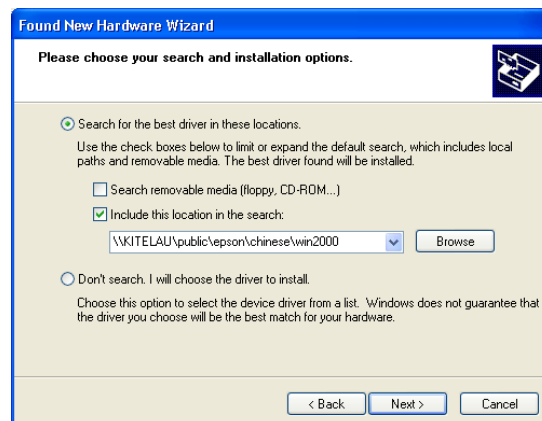 Found New Hardware Wizard
Please choose your search and installation options.
Search for the best driver in these locations.
Use the check boxes below to limit or expand the default search, which includes local
paths and removable media. The best driver found will be installed.
Search removable media (floppy, CD-ROM...)
Include this location in the search:
\\KITELAU\public\epson\chinese\win2000
Browse
Don't search. I will choose the driver to install.
Choose this option to select the device driver from a list. Windows does not guarantee that
the driver you choose will be the best match for your hardware.
< Back Next > Cancel